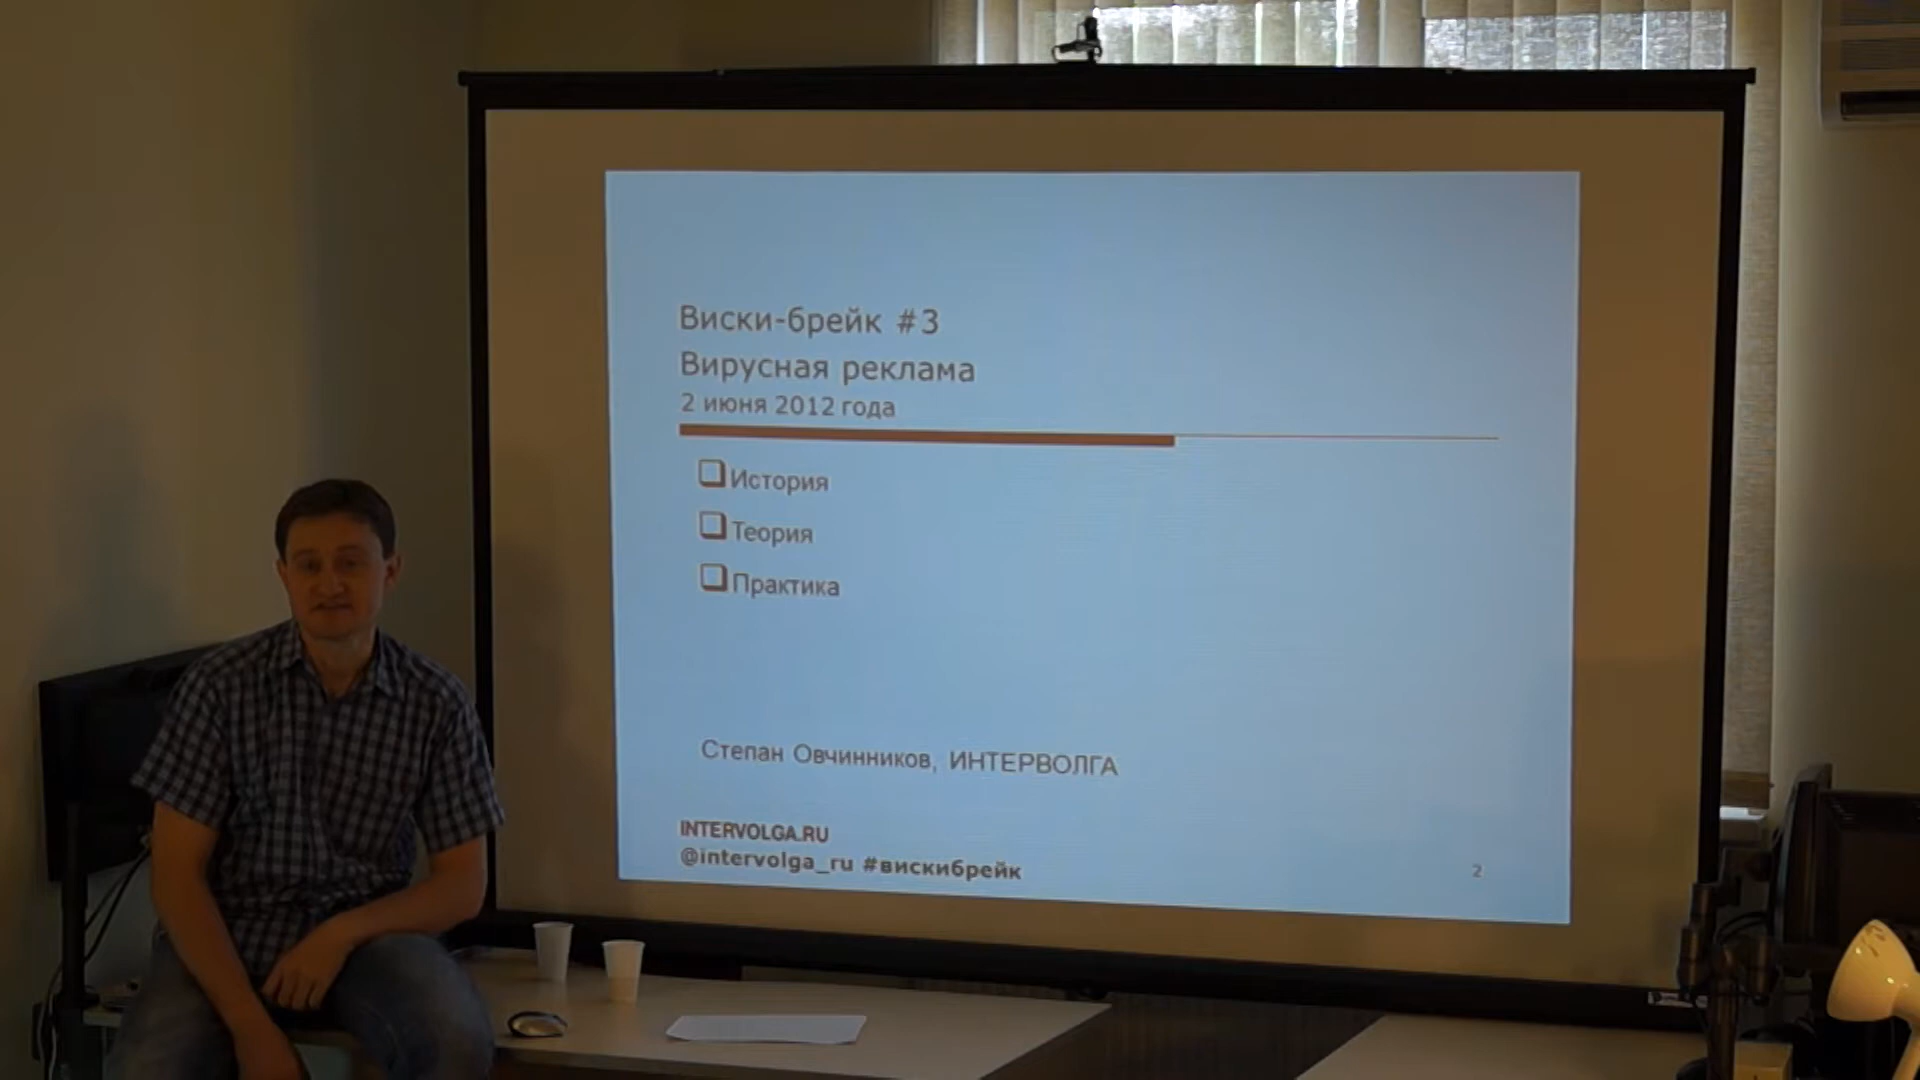 Виски-брейк #3
Вирусная реклама
2 июня 2012 года
История
Теория
Практика
Степан Овчинников, ИНТЕРВОЛГА
INTERVOLGA.RU
@intervolga_ru #вискибрейк
2